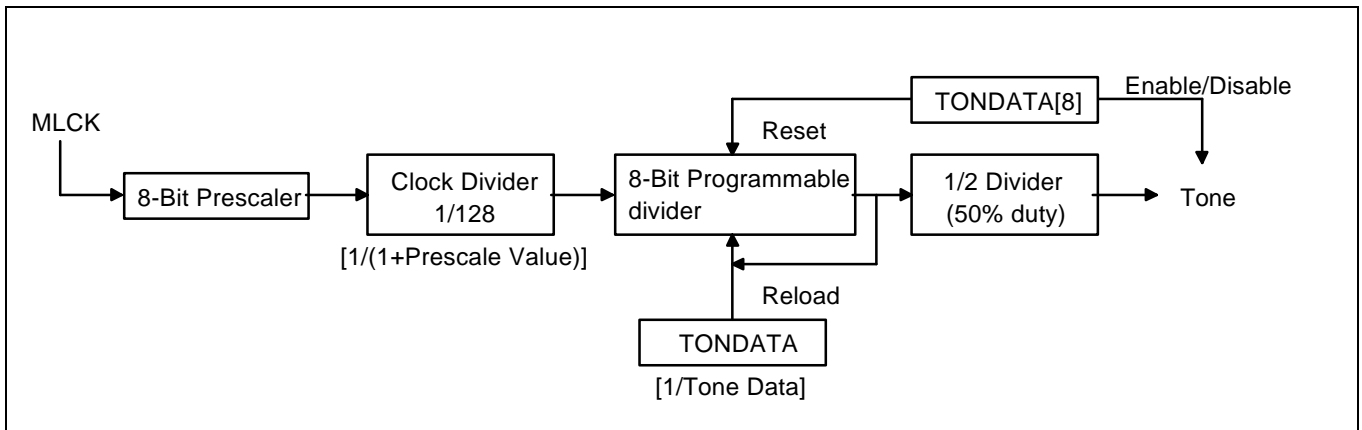 MLCK
8-Bit Prescaler
Clock Divider
1/128
[1/(1+Prescale Value)]
8-Bit Programmable
divider
Reset
TONDATA[8]
Enable/Disable
1/2 Divider
(50% duty)
Tone
Reload
TONDATA
[1/Tone Data]